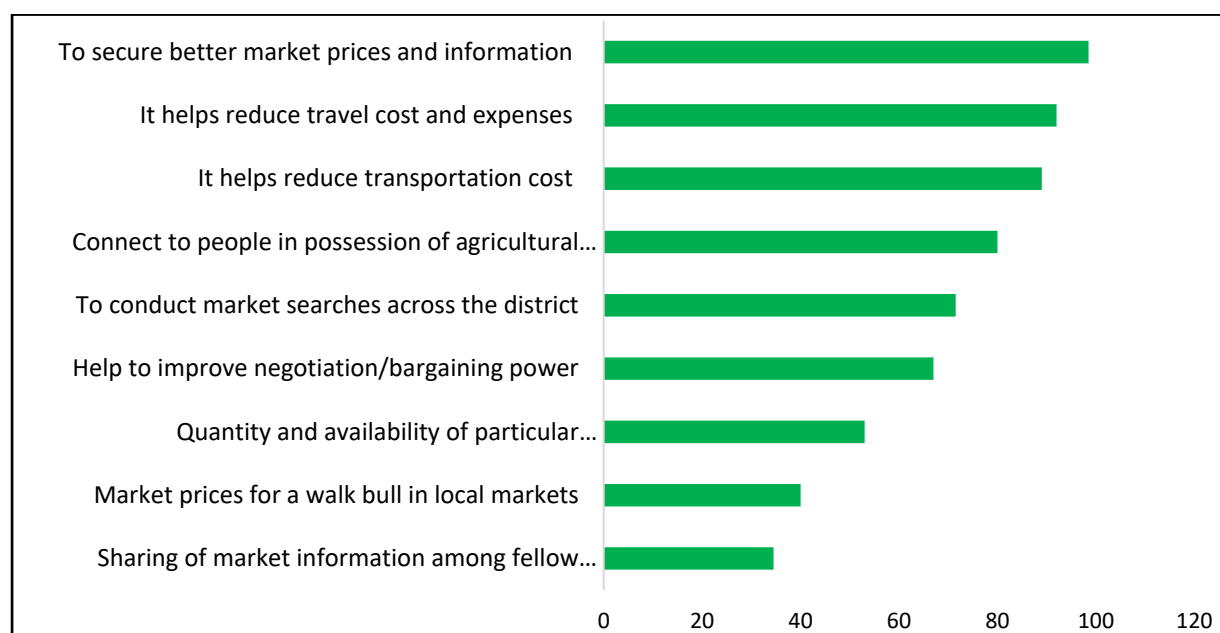 To secure better market prices and information
It helps reduce travel cost and expenses
It helps reduce transportation cost
Connect to people in possession of agricultural…
To conduct market searches across the district
Help to improve negotiation/bargaining power
Quantity and availability of particular…
Market prices for a walk bull in local markets
Sharing of market information among fellow…
0 20 40 60 80 100 120